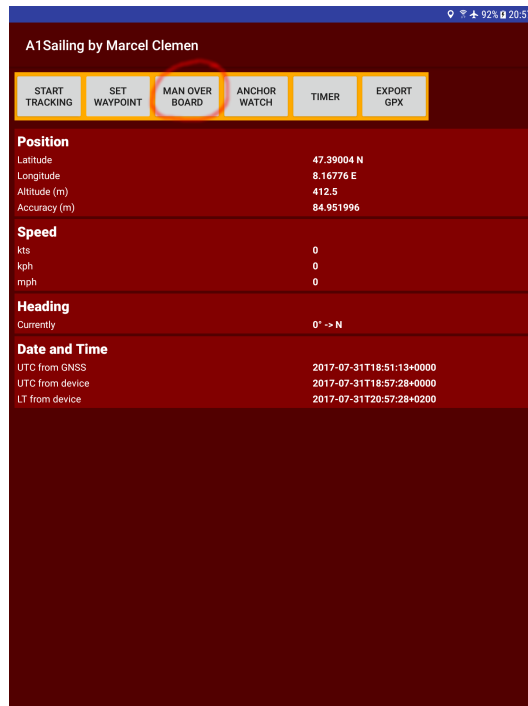 92% 20:5
A1Sailing by Marcel Clemen
START TRACKING
SET WAYPOINT
MAN OVER BOARD
ANCHOR WATCH
TIMER
EXPORT GPX
Position
Latitude 47.39004 N
Longitude 8.16776 E
Altitude (m) 412.5
Accuracy (m) 84.951996
Speed
kts 0
kph 0
mph 0
Heading
Currently 0° -> N
Date and Time
UTC from GNSS 2017-07-31T18:51:13+0000
UTC from device 2017-07-31T18:57:28+0000
LT from device 2017-07-31T20:57:28+0200